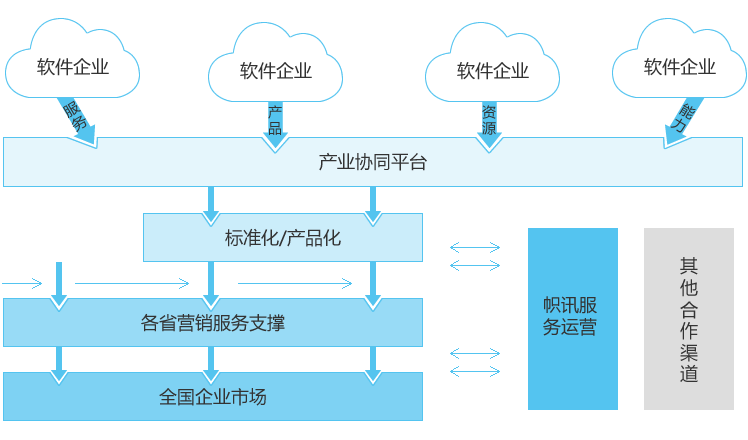 软件企业
软件企业
软件企业
软件企业
服务
产品
资源
能力
产业协同平台
标准化/产品化
各省营销服务支撑
全国企业市场
帜讯服
务运营
其他合作渠道